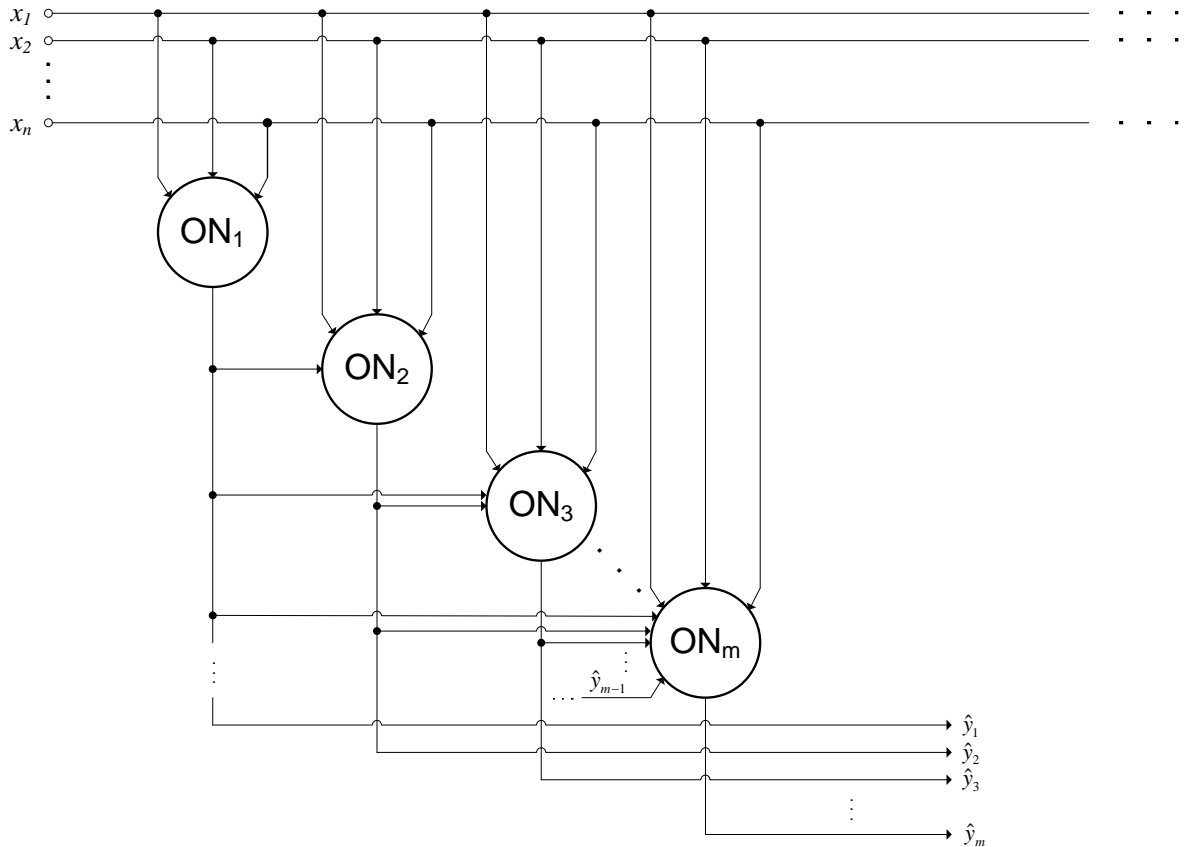 x₁
x₂
xₙ
ON₁
ON₂
ON₃
ONₘ
ŷₘ₋₁
ŷ₁
ŷ₂
ŷ₃
ŷₘ